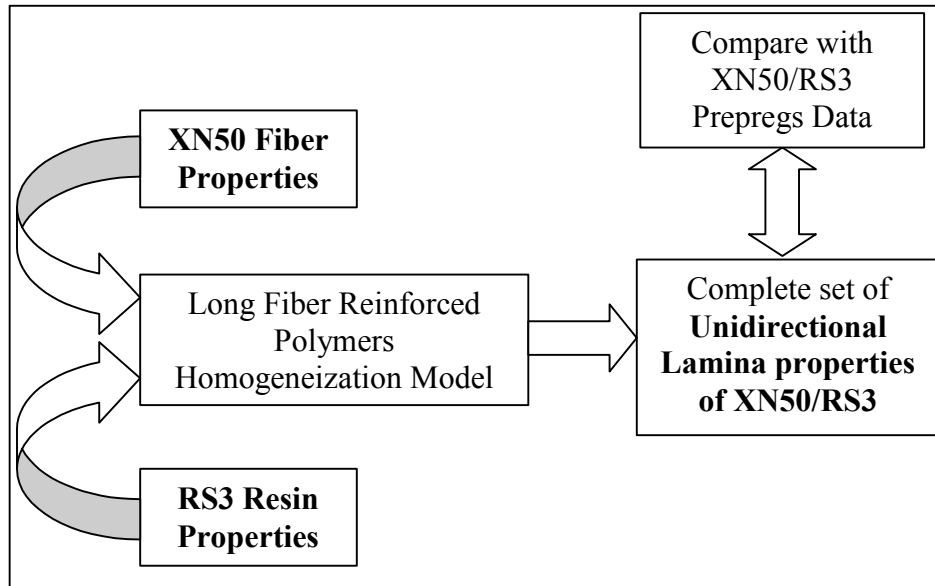 XN50 Fiber
Properties
Long Fiber Reinforced
Polymers
Homogeneization Model
RS3 Resin
Properties
Compare with
XN50/RS3
Prepregs Data
Complete set of
Unidirectional
Lamina properties
of XN50/RS3